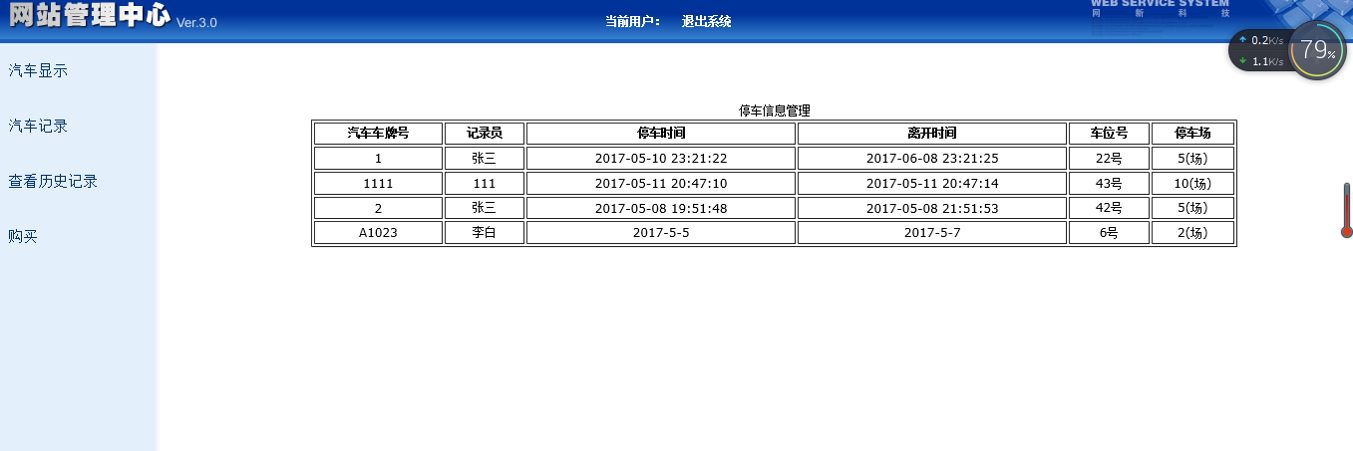 网站管理中心 Ver.3.0
当前用户： 退出系统
WEB SERVICE SYSTEM
网 新 科 技
0.2K/s
1.1K/s
79%
汽车显示
汽车记录
查看历史记录
购买
停车信息管理
汽车车牌号 记录员 停车时间 离开时间 车位号 停车场
1 张三 2017-05-10 23:21:22 2017-06-08 23:21:25 22号 5(场)
1111 111 2017-05-11 20:47:10 2017-05-11 20:47:14 43号 10(场)
2 张三 2017-05-08 19:51:48 2017-05-08 21:51:53 42号 5(场)
A1023 李白 2017-5-5 2017-5-7 6号 2(场)